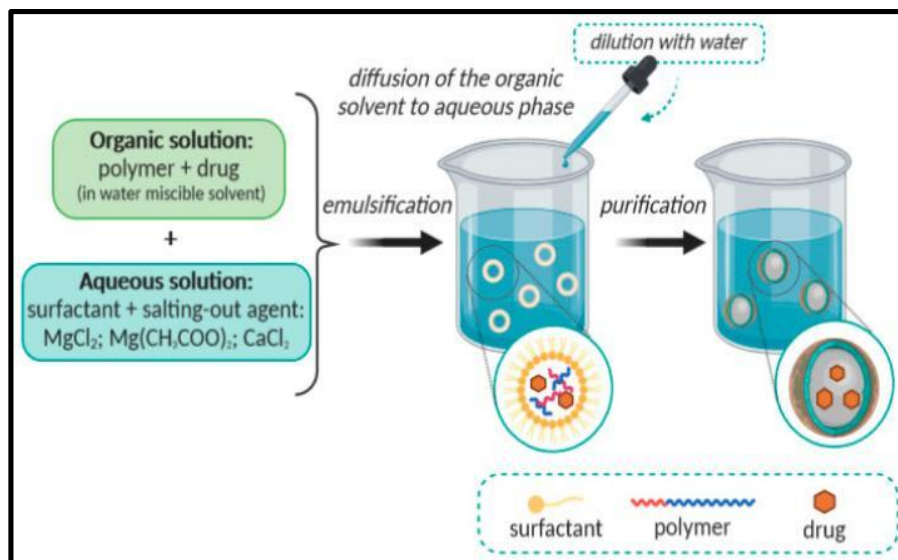 dilution with water
diffusion of the organic
solvent to aqueous phase
Organic solution:
polymer + drug
(in water miscible solvent)
+
Aqueous solution:
surfactant + salting-out agent:
MgCl₂; Mg(CH₃COO)₂; CaCl₂
emulsification
purification
surfactant
polymer
drug